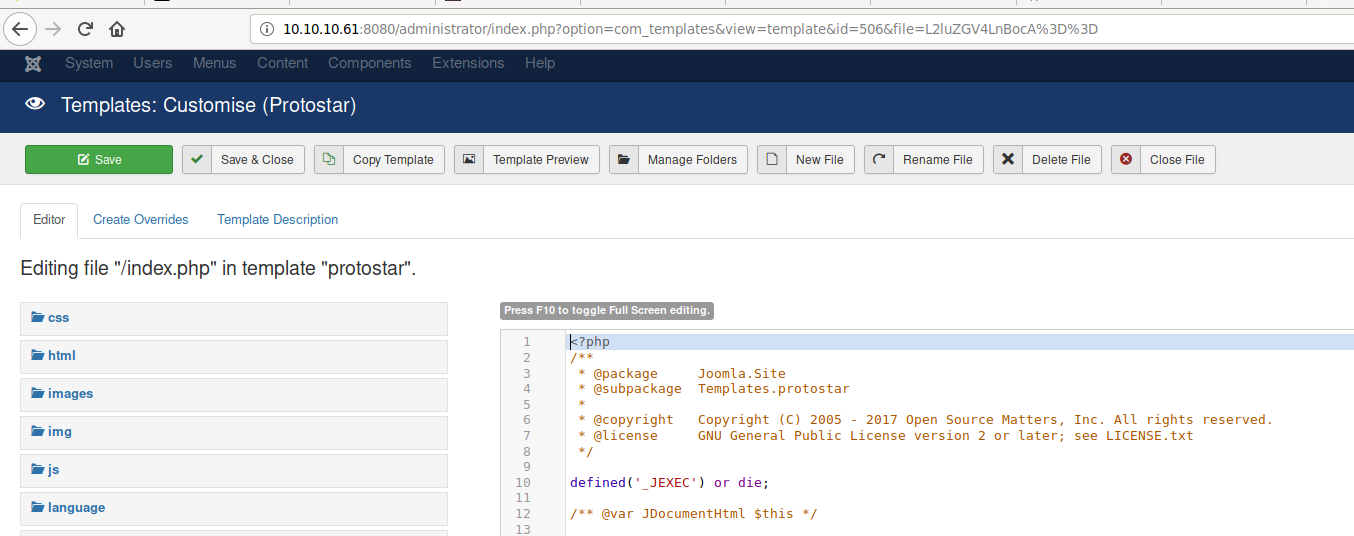 10.10.10.61:8080/administrator/index.php?option=com_templates&view=template&id=506&file=L2luZGV4LnBocA%3D%3D
System Users Menus Content Components Extensions Help
Templates: Customise (Protostar)
Save Save & Close Copy Template Template Preview Manage Folders New File Rename File Delete File Close File
Editor Create Overrides Template Description
Editing file "/index.php" in template "protostar".
css
html
images
img
js
language
Press F10 to toggle Full Screen editing.
1 <?php
2 /**
3 * @package Joomla.Site
4 * @subpackage Templates.protostar
5 *
6 * @copyright Copyright (C) 2005 - 2017 Open Source Matters, Inc. All rights reserved.
7 * @license GNU General Public License version 2 or later; see LICENSE.txt
8 */
9
10 defined('_JEXEC') or die;
11
12 /** @var JDocumentHtml $this */
13